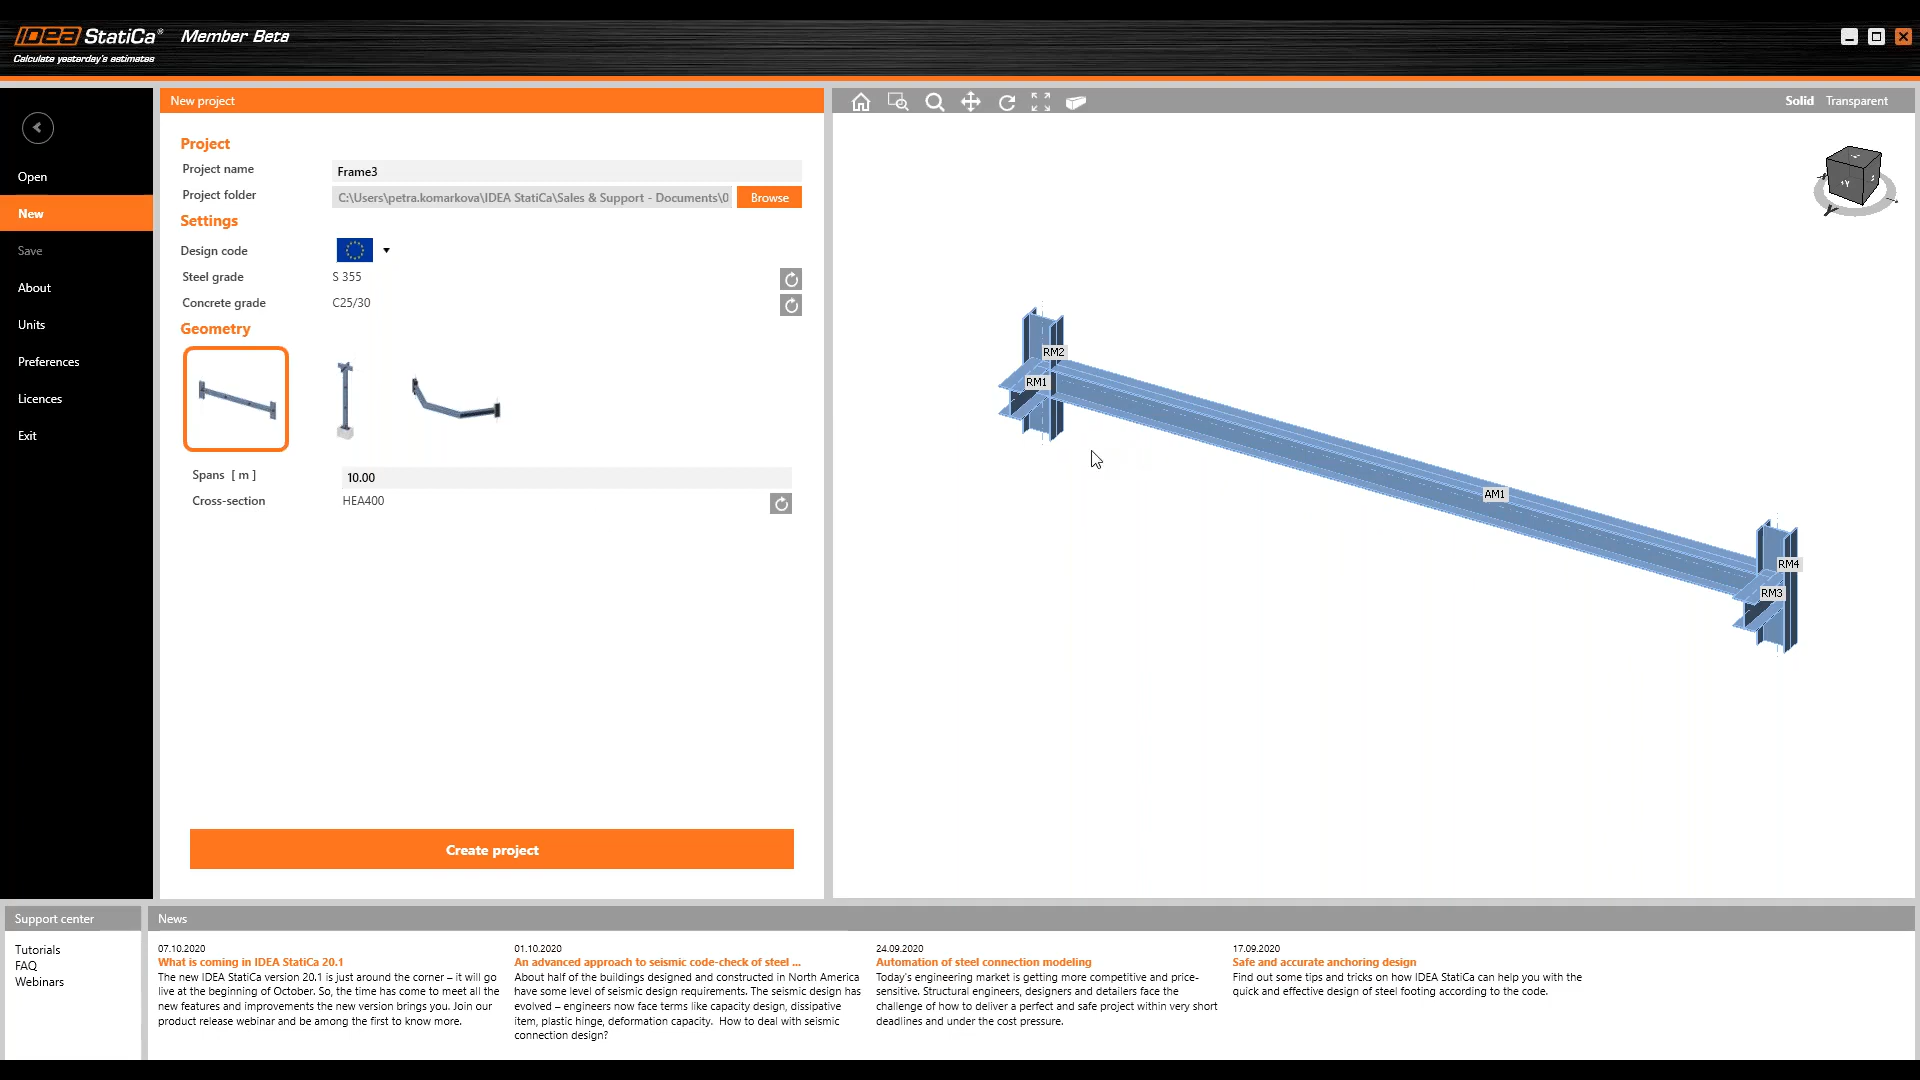 IDEA StatiCa® Member Beta
Calculate yesterday's estimates
New project
Solid Transparent
Open
New
Save
About
Units
Preferences
Licences
Exit
Project
Project name Frame3
Project folder C:\Users\petra.komarkova\IDEA StatiCa\Sales & Support - Documents\0 Browse
Settings
Design code
Steel grade S 355
Concrete grade C25/30
Geometry
Spans [ m ] 10.00
Cross-section HEA400
Create project
RM2
RM1
AM1
RM4
RM3
+Y
Y
Support center
Tutorials
FAQ
Webinars
News
07.10.2020
What is coming in IDEA StatiCa 20.1
The new IDEA StatiCa version 20.1 is just around the corner – it will go
live at the beginning of October. So, the time has come to meet all the
new features and improvements the new version brings you. Join our
product release webinar and be among the first to know more.
01.10.2020
An advanced approach to seismic code-check of steel ...
About half of the buildings designed and constructed in North America
have some level of seismic design requirements. The seismic design has
evolved – engineers now face terms like capacity design, dissipative
item, plastic hinge, deformation capacity. How to deal with seismic
connection design?
24.09.2020
Automation of steel connection modeling
Today's engineering market is getting more competitive and price-
sensitive. Structural engineers, designers and detailers face the
challenge of how to deliver a perfect and safe project within very short
deadlines and under the cost pressure.
17.09.2020
Safe and accurate anchoring design
Find out some tips and tricks on how IDEA StatiCa can help you with the
quick and effective design of steel footing according to the code.